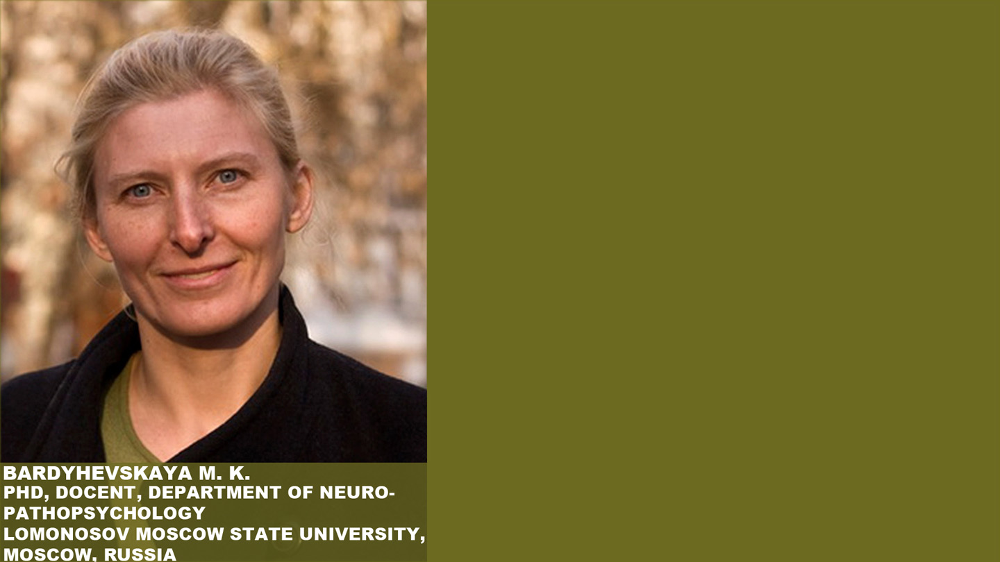 BARDYHEVSKAYA M. K.
PHD, DOCENT, DEPARTMENT OF NEURO-
PATHOPSYCHOLOGY
LOMONOSOV MOSCOW STATE UNIVERSITY,
MOSCOW, RUSSIA